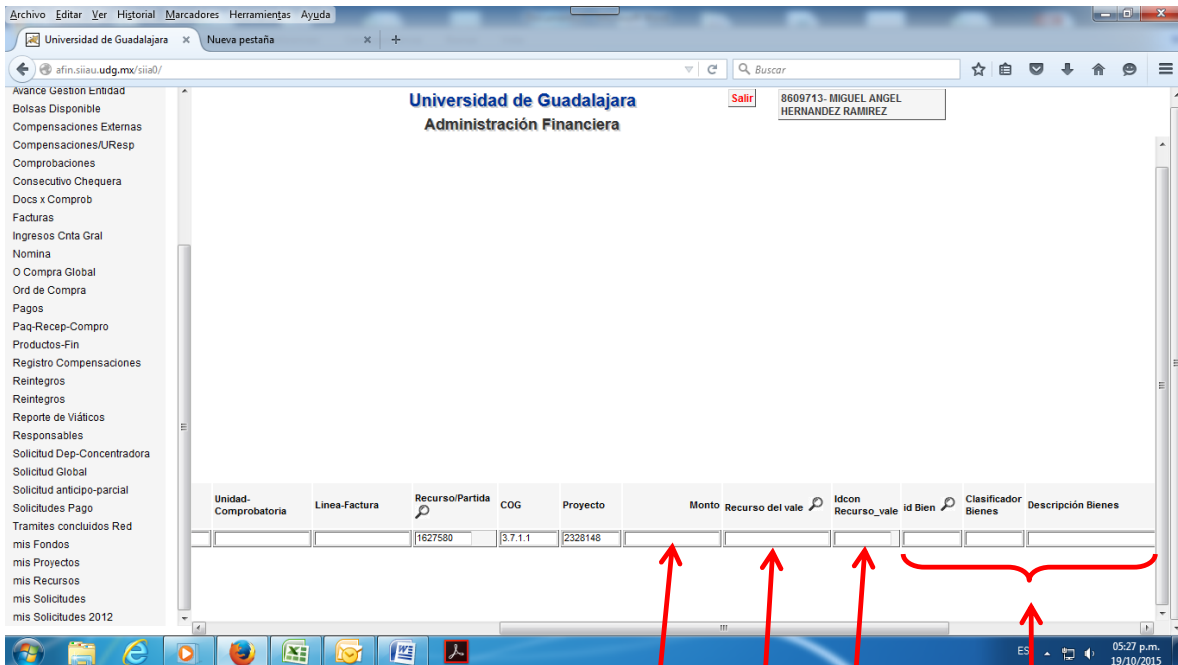 Archivo Editar Ver Historial Marcadores Herramientas Ayuda
Universidad de Guadalajara × Nueva pestaña × +
afin.siiau.udg.mx/siia0/ Buscar
Avance Gestion Entidad
Bolsas Disponible
Compensaciones Externas
Compensaciones/UResp
Comprobaciones
Consecutivo Chequera
Docs x Comprob
Facturas
Ingresos Cnta Gral
Nomina
O Compra Global
Ord de Compra
Pagos
Paq-Recep-Compro
Productos-Fin
Registro Compensaciones
Reintegros
Reintegros
Reporte de Viáticos
Responsables
Solicitud Dep-Concentradora
Solicitud Global
Solicitud anticipo-parcial
Solicitudes Pago
Tramites concluidos Red
mis Fondos
mis Proyectos
mis Recursos
mis Solicitudes
mis Solicitudes 2012
Universidad de Guadalajara
Administración Financiera
Salir
8609713- MIGUEL ANGEL
HERNANDEZ RAMIREZ
Unidad-
Comprobatoria
Linea-Factura
Recurso/Partida
COG
Proyecto
Monto
Recurso del vale
Idcon
Recurso_vale
id Bien
Clasificador
Bienes
Descripción Bienes
1627580
3.7.1.1
2328148
ES
05:27 p.m.
19/10/2015